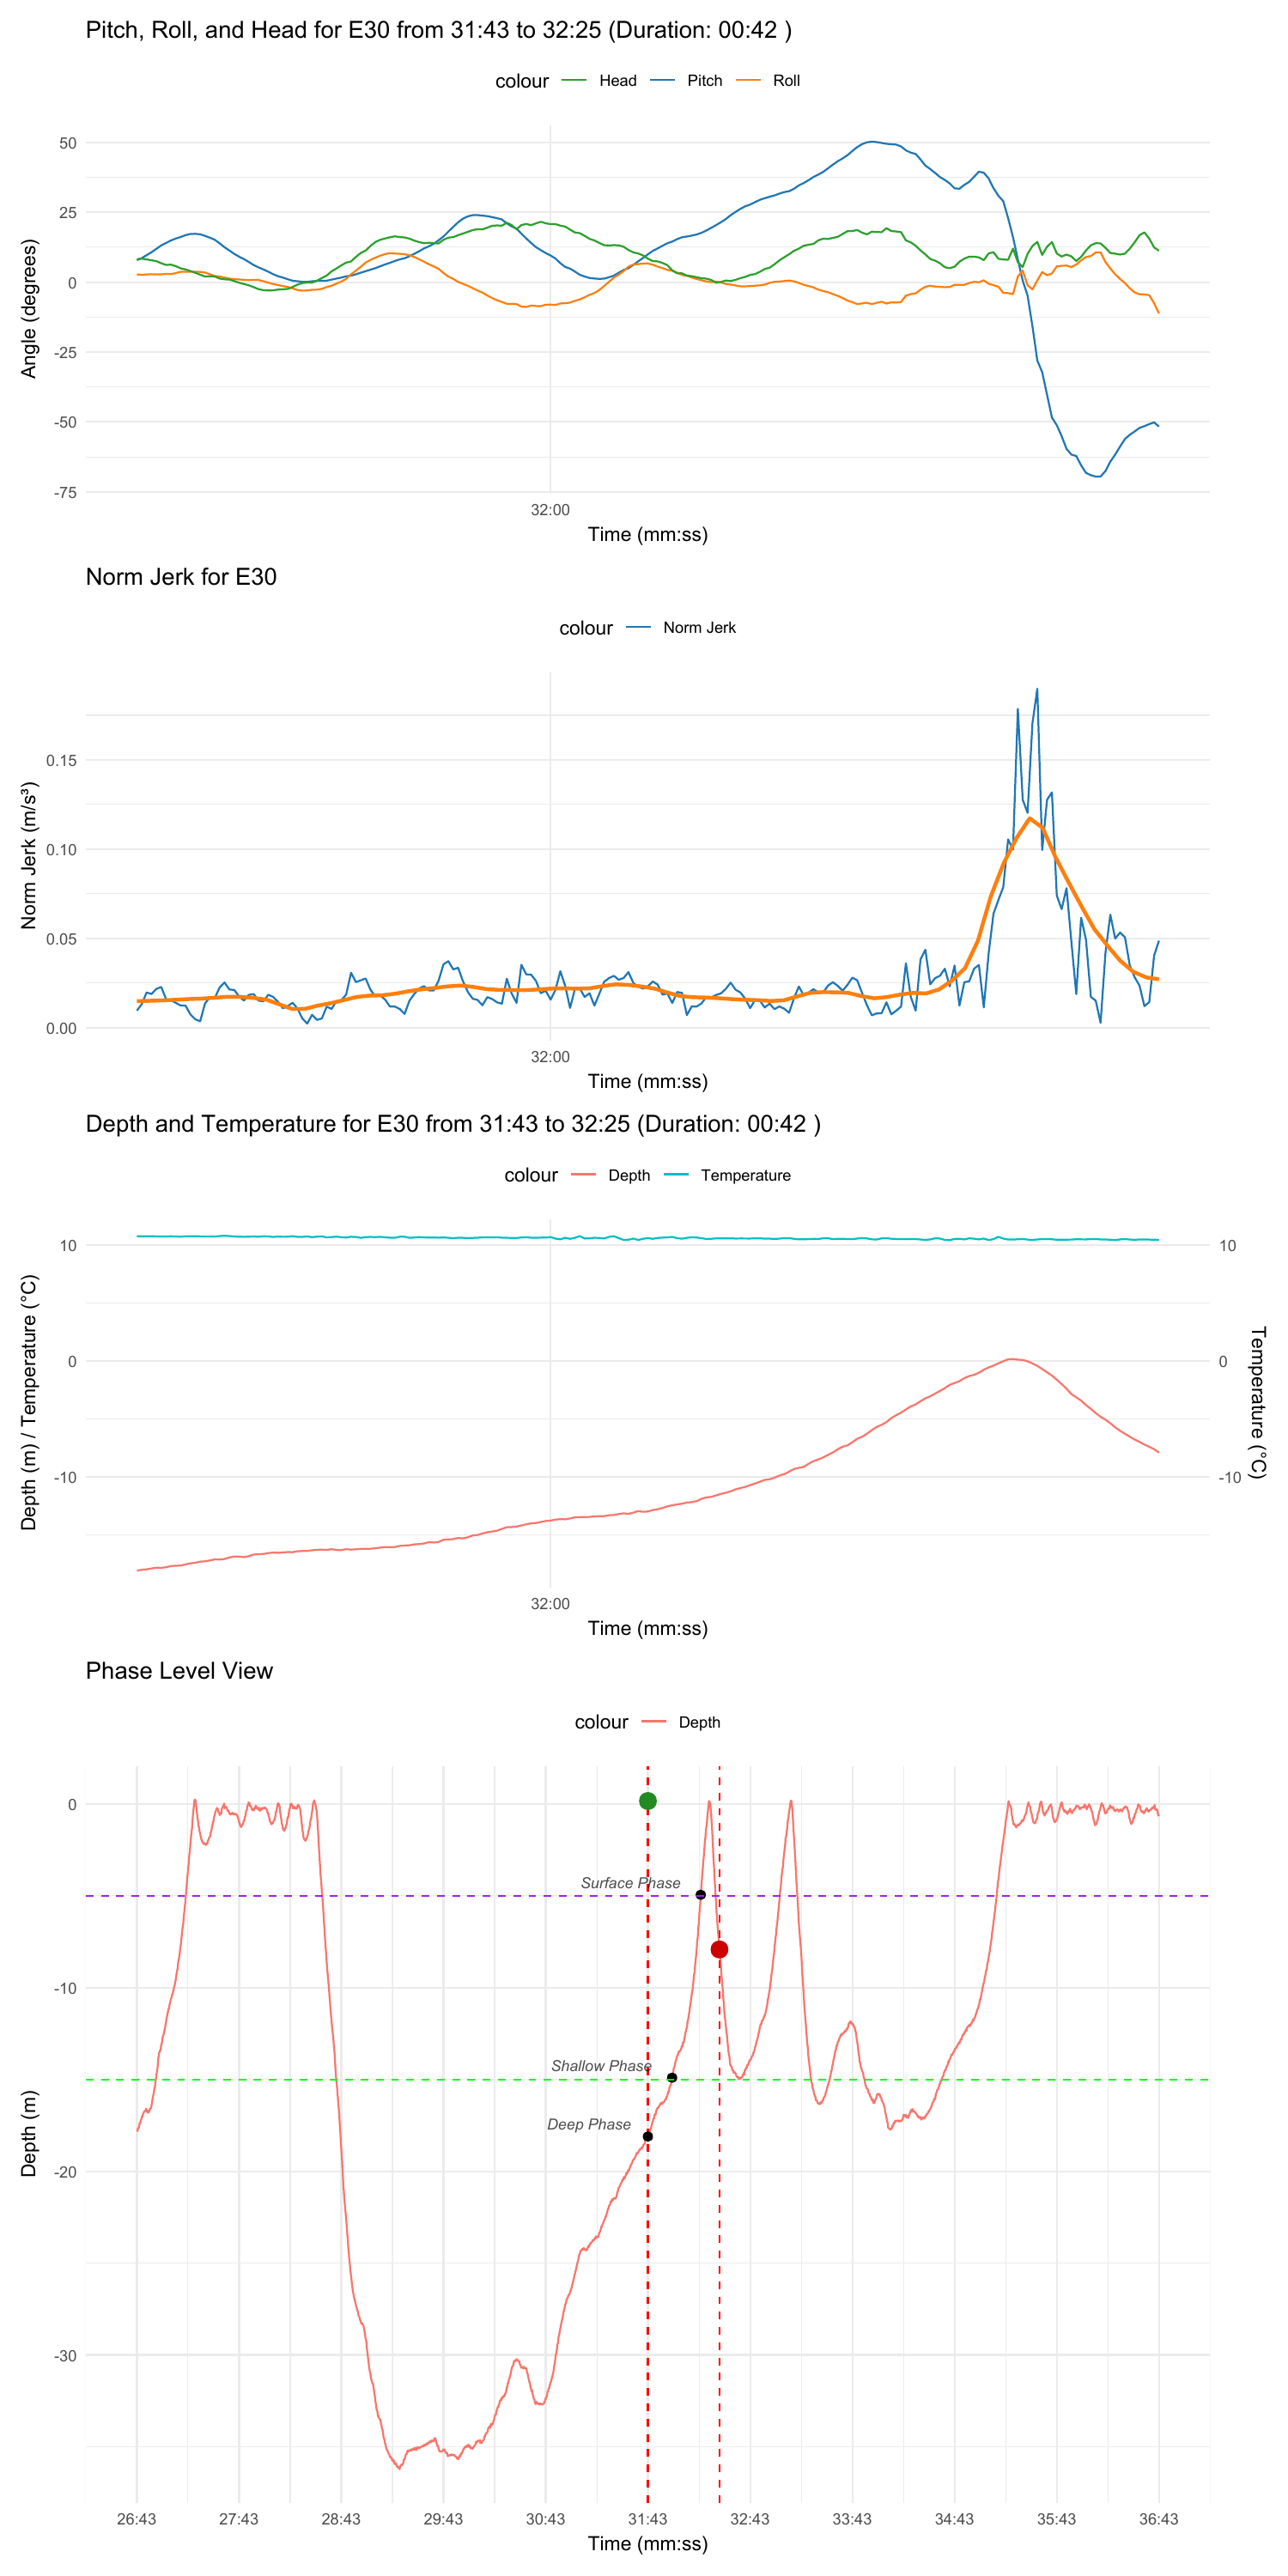 Pitch, Roll, and Head for E30 from 31:43 to 32:25 (Duration: 00:42 )
colour Head Pitch Roll
50
25
0
-25
-50
-75
Angle (degrees)
32:00
Time (mm:ss)
Norm Jerk for E30
colour Norm Jerk
0.15
0.10
0.05
0.00
Norm Jerk (m/s³)
32:00
Time (mm:ss)
Depth and Temperature for E30 from 31:43 to 32:25 (Duration: 00:42 )
colour Depth Temperature
10 10
0 0
-10 -10
Depth (m) / Temperature (°C)
Temperature (°C)
32:00
Time (mm:ss)
Phase Level View
colour Depth
0
Surface Phase
-10
Shallow Phase
Deep Phase
-20
-30
Depth (m)
26:43 27:43 28:43 29:43 30:43 31:43 32:43 33:43 34:43 35:43 36:43
Time (mm:ss)